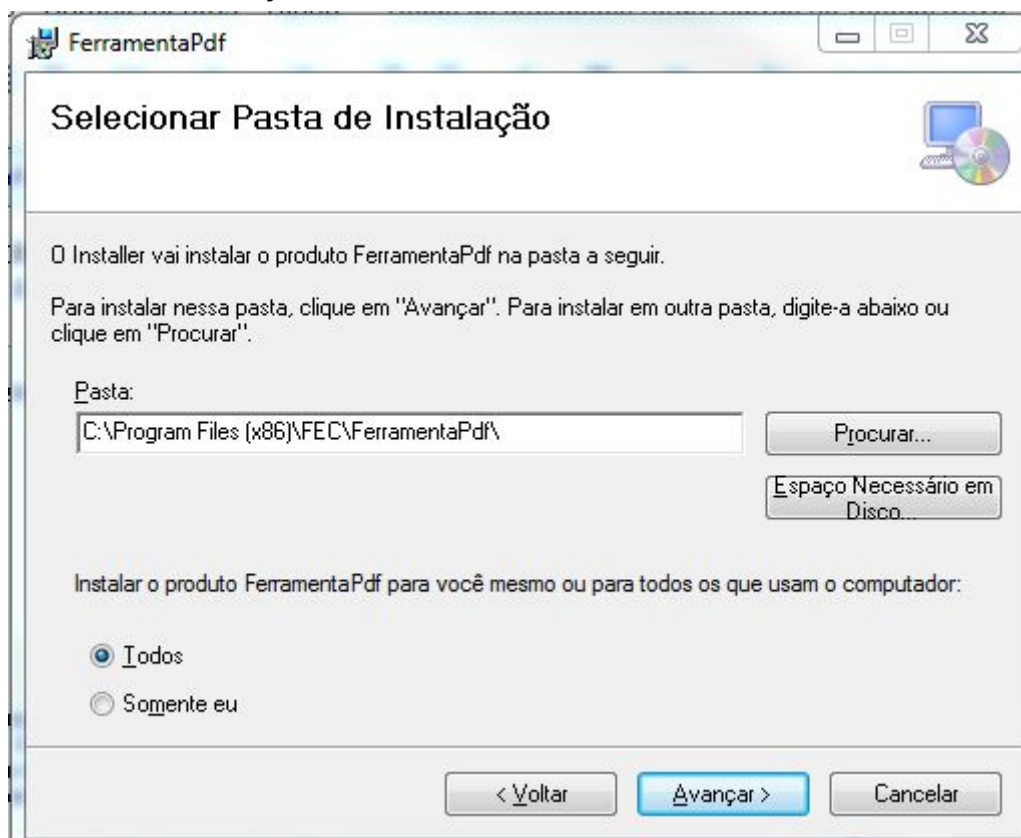 FerramentaPdf
Selecionar Pasta de Instalação
O Installer vai instalar o produto FerramentaPdf na pasta a seguir.
Para instalar nessa pasta, clique em "Avançar". Para instalar em outra pasta, digite-a abaixo ou
clique em "Procurar".
Pasta:
C:\Program Files (x86)\FEC\FerramentaPdf\
Procurar...
Espaço Necessário em
Disco...
Instalar o produto FerramentaPdf para você mesmo ou para todos os que usam o computador:
Todos
Somente eu
< Voltar
Avançar >
Cancelar